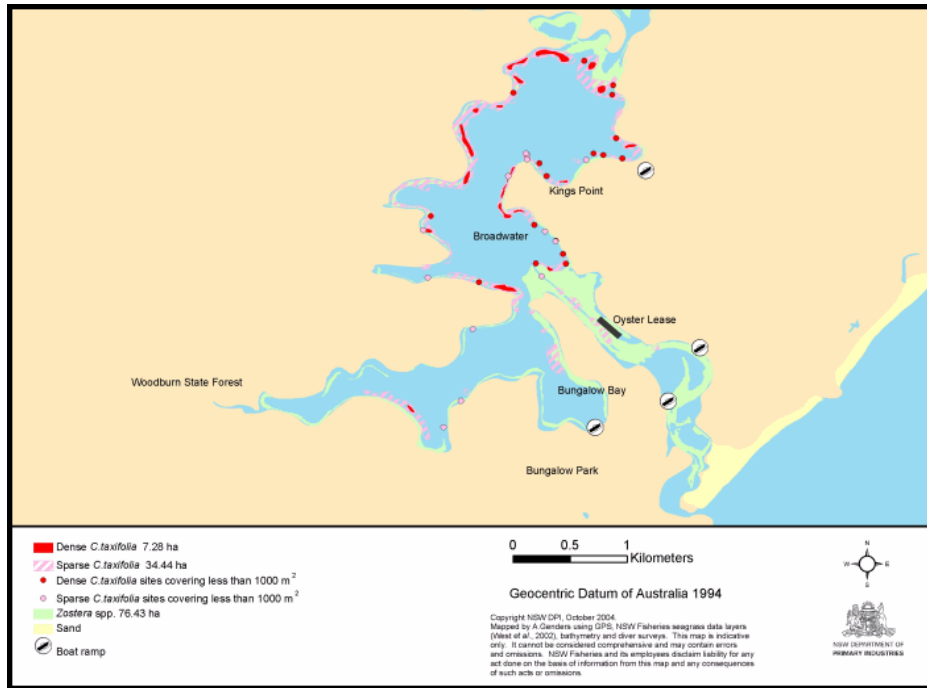 Kings Point
Broadwater
Oyster Lease
Woodburn State Forest
Bungalow Bay
Bungalow Park
Dense C.taxifolia 7.28 ha
Sparse C.taxifolia 34.44 ha
Dense C.taxifolia sites covering less than 1000 m²
Sparse C.taxifolia sites covering less than 1000 m²
Zostera spp. 76.43 ha
Sand
Boat ramp
0 0.5 1
Kilometers
Geocentric Datum of Australia 1994
Copyright NSW DPI, October 2004.
Mapped by A.Genders using GPS, NSW Fisheries seagrass data layers
(West et al., 2002), bathymetry and diver surveys. This map is indicative
only. It cannot be considered comprehensive and may contain errors
and omissions. NSW Fisheries and its employees disclaim liability for any
act done on the basis of information from this map and any consequences
of such acts or omissions.
N
W E
S
NSW DEPARTMENT OF
PRIMARY INDUSTRIES